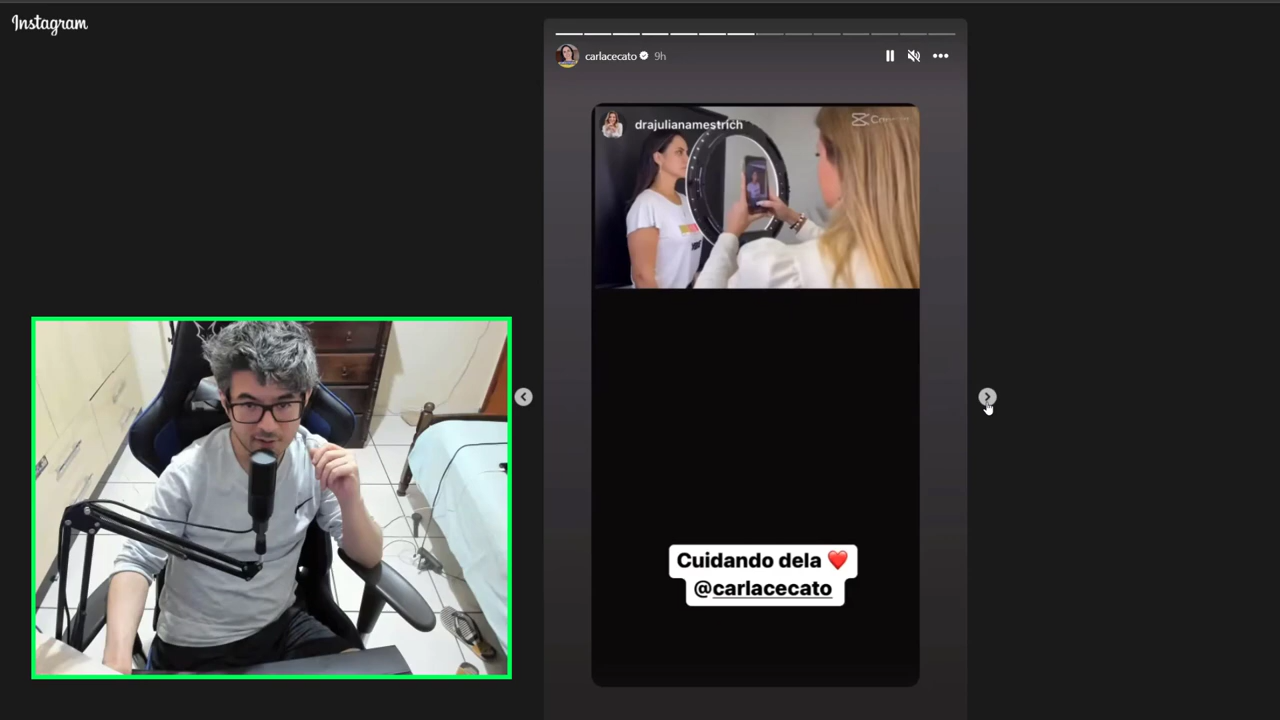 Instagram
carlacecato 9h
drajulianamestrich
Cuidando dela ❤️
@carlacecato